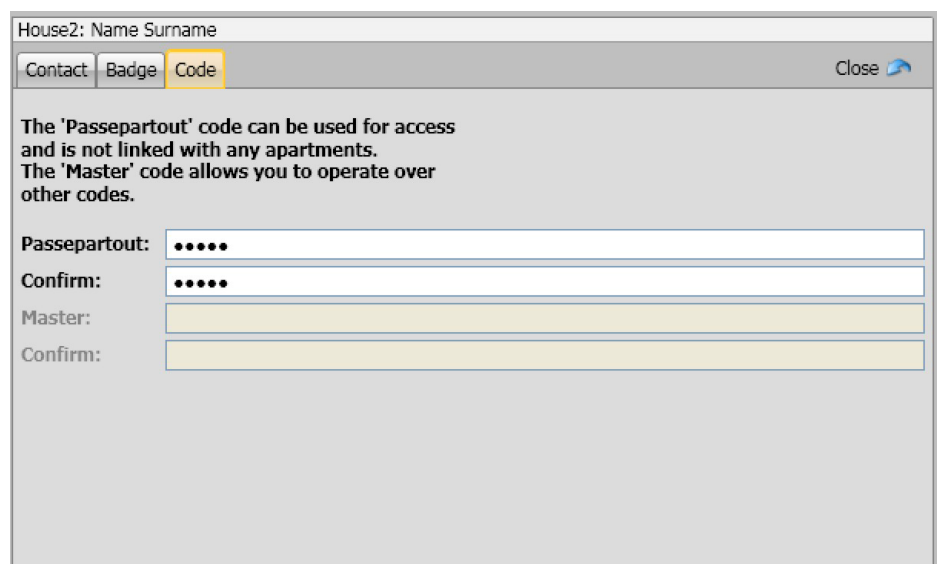 House2: Name Surname
Contact Badge Code Close
The 'Passepartout' code can be used for access
and is not linked with any apartments.
The 'Master' code allows you to operate over
other codes.
Passepartout: •••••
Confirm: •••••
Master:
Confirm: